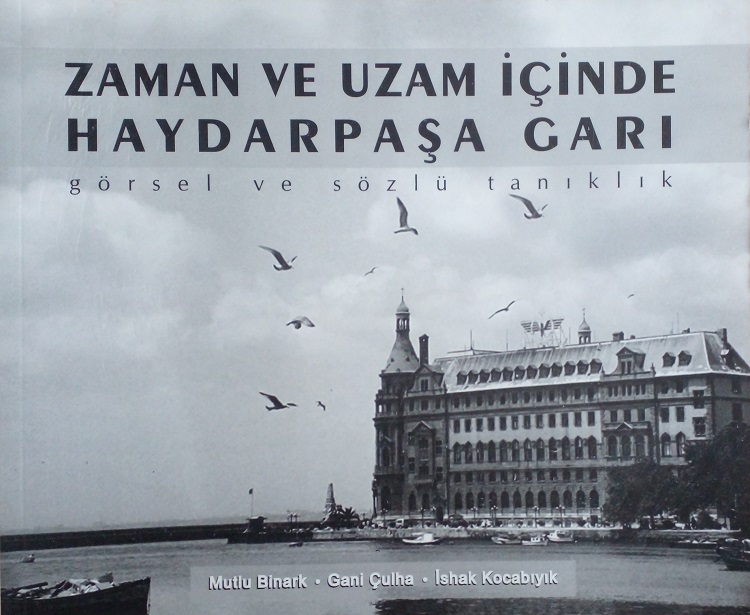 ZAMAN VE UZAM İÇİNDE
HAYDARPAŞA GARI
görsel ve sözlü tanıklık
Mutlu Binark • Gani Çulha • İshak Kocabıyık